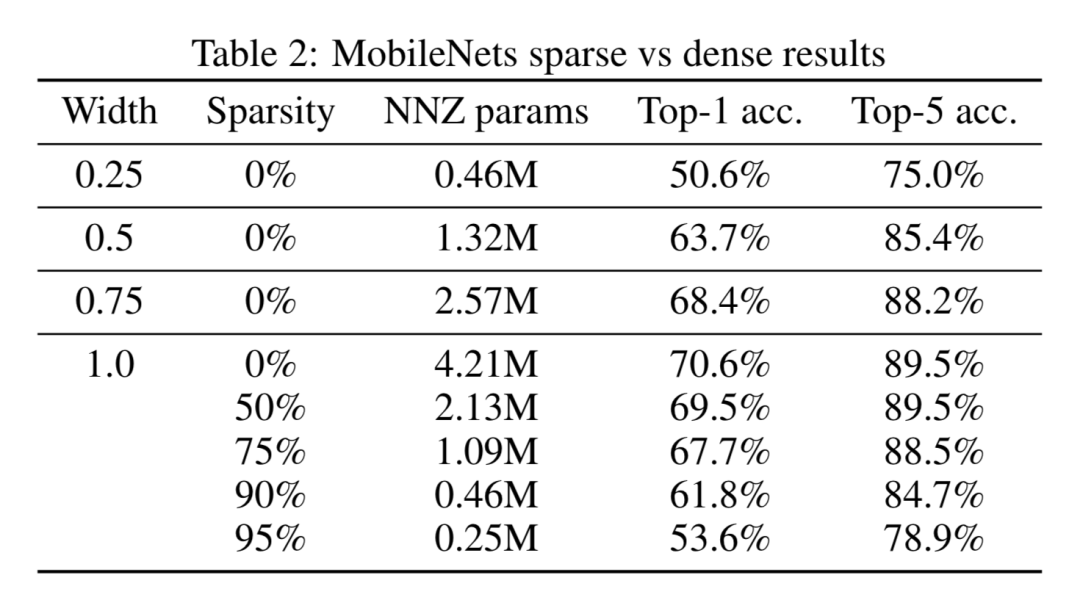 Table 2: MobileNets sparse vs dense results
Width Sparsity NNZ params Top-1 acc. Top-5 acc.
0.25 0% 0.46M 50.6% 75.0%
0.5 0% 1.32M 63.7% 85.4%
0.75 0% 2.57M 68.4% 88.2%
1.0 0% 4.21M 70.6% 89.5%
50% 2.13M 69.5% 89.5%
75% 1.09M 67.7% 88.5%
90% 0.46M 61.8% 84.7%
95% 0.25M 53.6% 78.9%